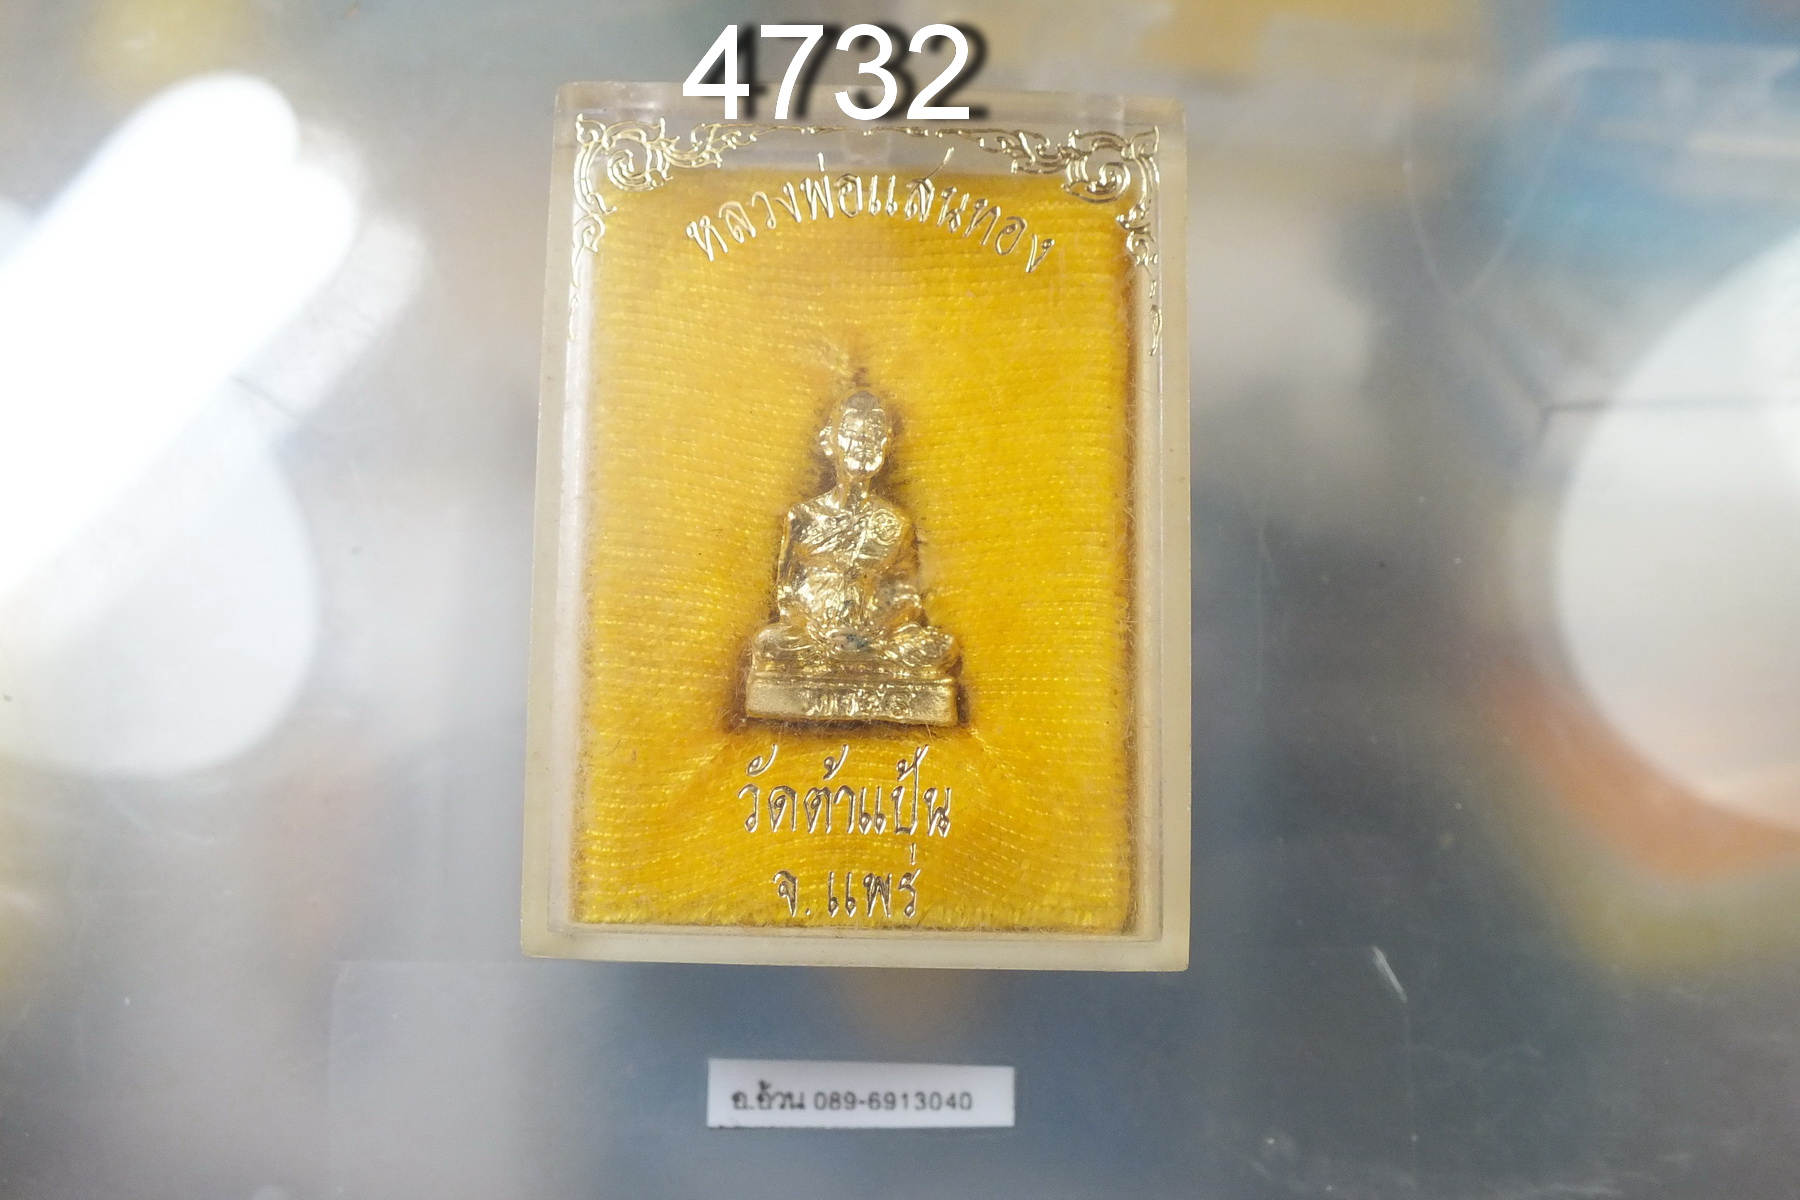 4732
หลวงพ่อแสนทอง
วัดต้าแป้น
จ.แพร่
อ.อ้วน 089-6913040